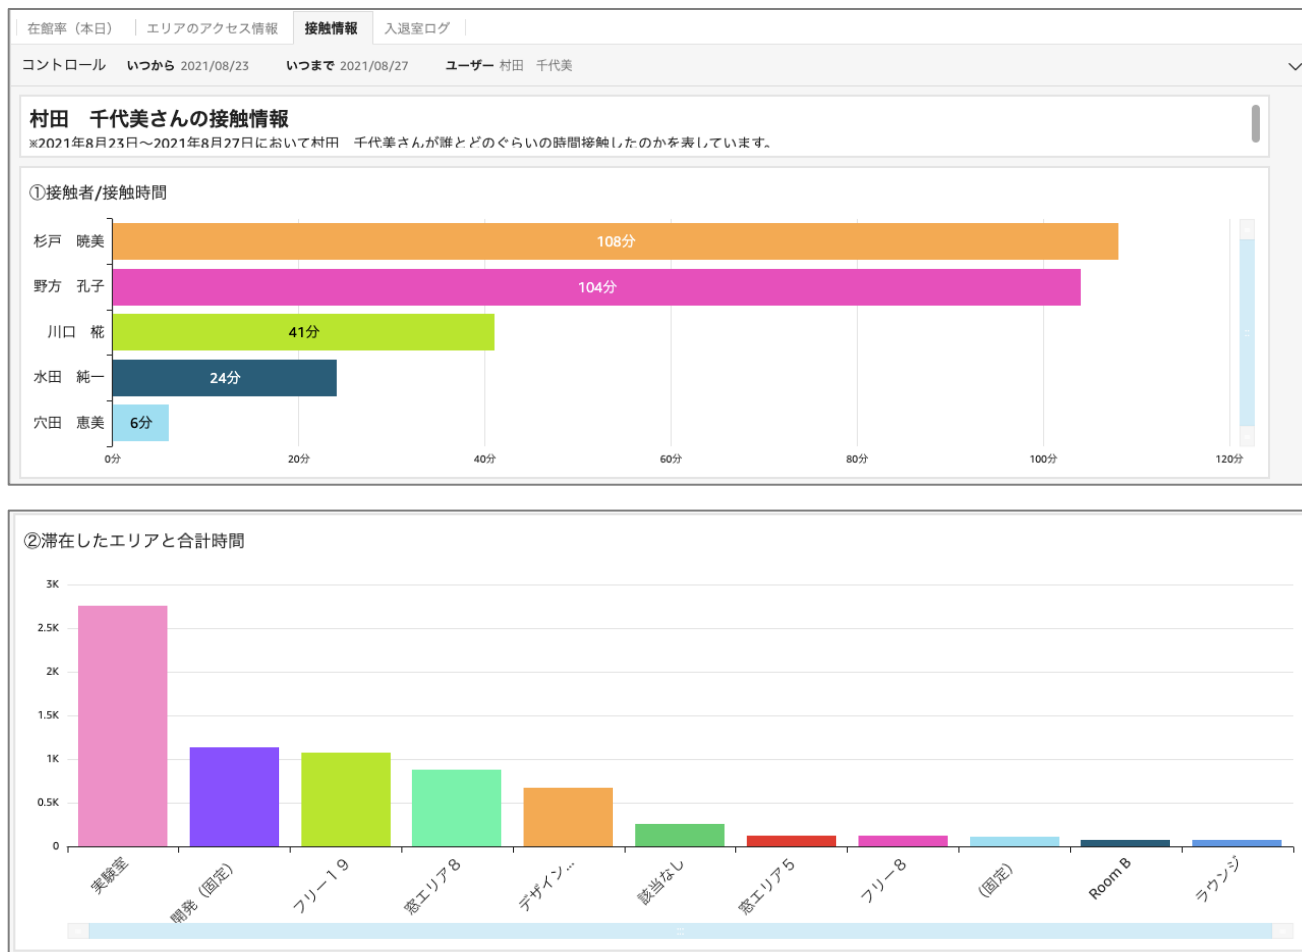 在館率（本日） エリアのアクセス情報 接触情報 入退室ログ
コントロール いつから 2021/08/23 いつまで 2021/08/27 ユーザー 村田　千代美
村田　千代美さんの接触情報
※2021年8月23日～2021年8月27日において村田　千代美さんが誰とどのぐらいの時間接触したのかを表しています。
①接触者/接触時間
杉戸　暁美 108分
野方　孔子 104分
川口　椛 41分
水田　純一 24分
穴田　恵美 6分
0分 20分 40分 60分 80分 100分 120分
②滞在したエリアと合計時間
3K
2.5K
2K
1.5K
1K
0.5K
0
実験室 開発（固定） フリー１９ 窓エリア８ デザイン… 該当なし 窓エリア５ フリー８ （固定） Room B ラウンジ